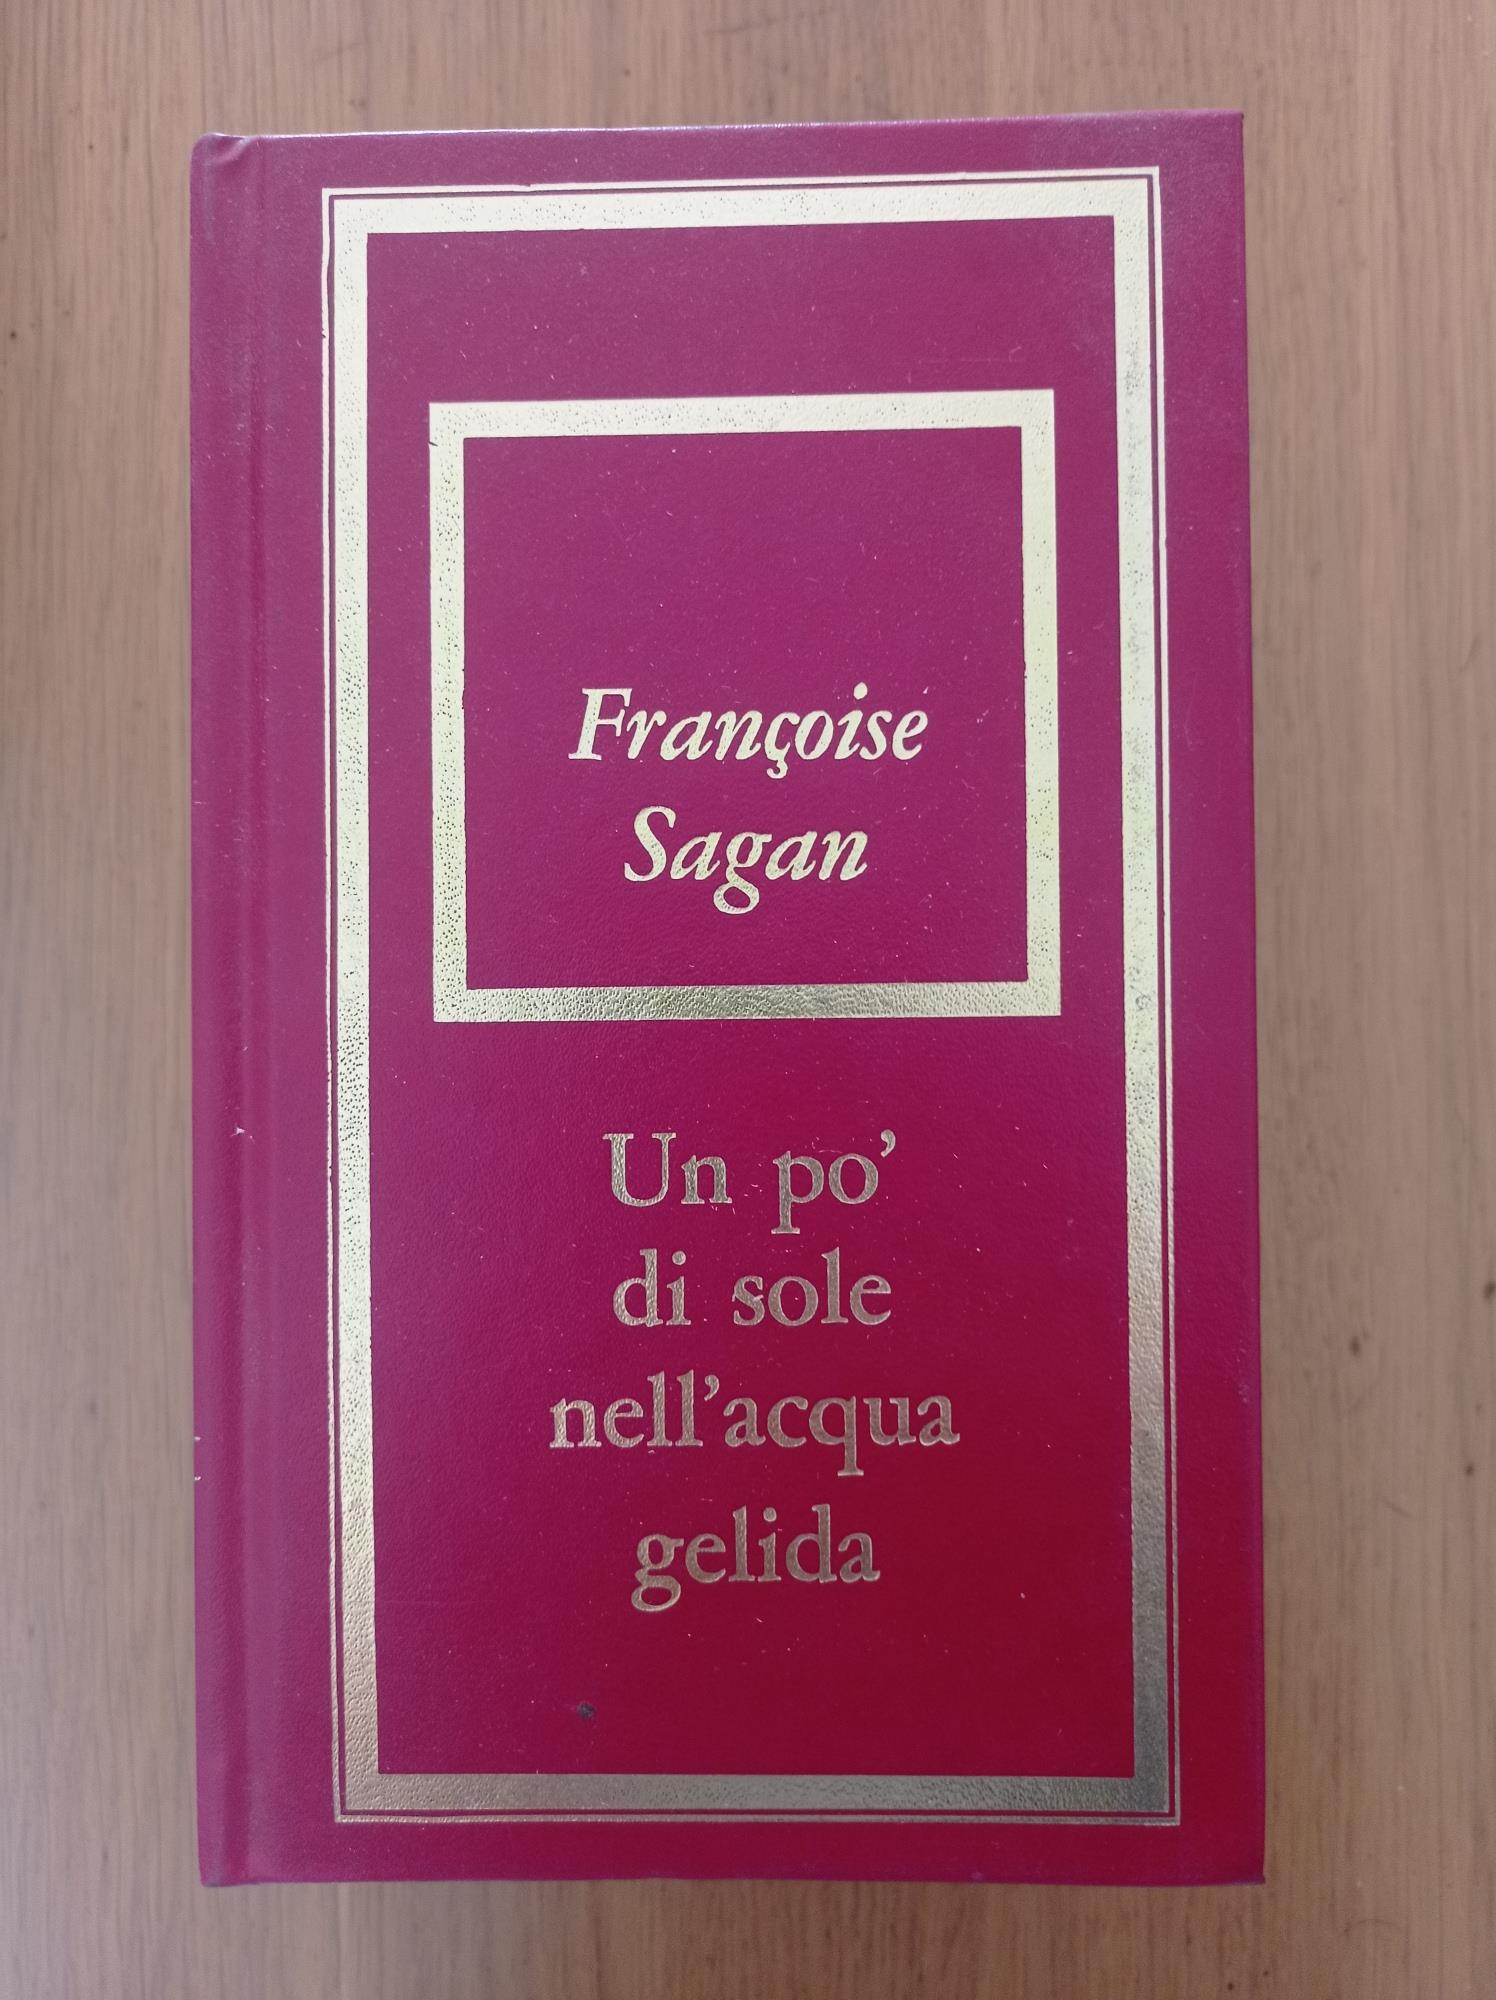 Françoise
Sagan
Un po’
di sole
nell’acqua
gelida